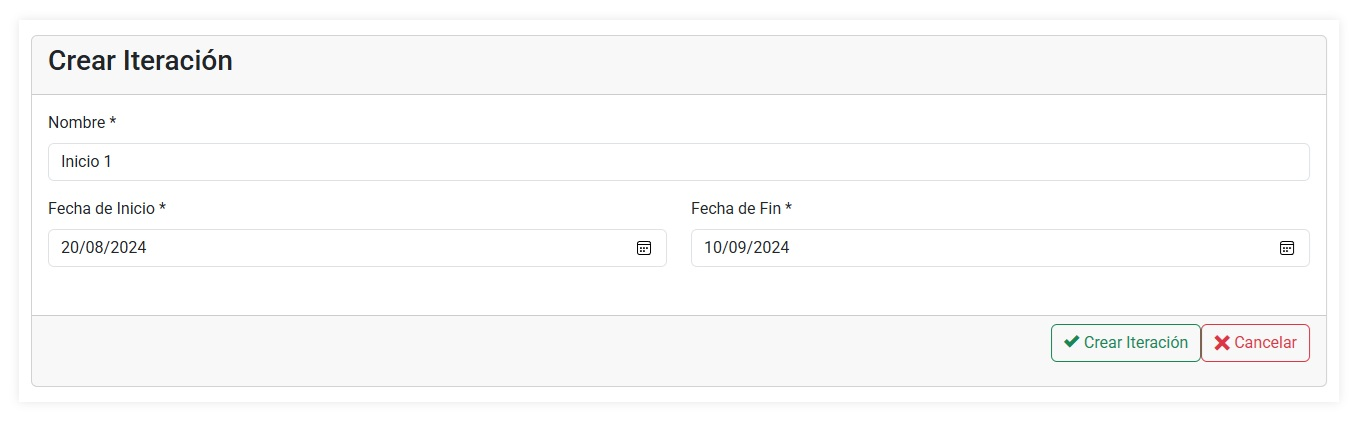 Crear Iteración
Nombre *
Inicio 1
Fecha de Inicio *
Fecha de Fin *
20/08/2024
10/09/2024
Crear Iteración
Cancelar